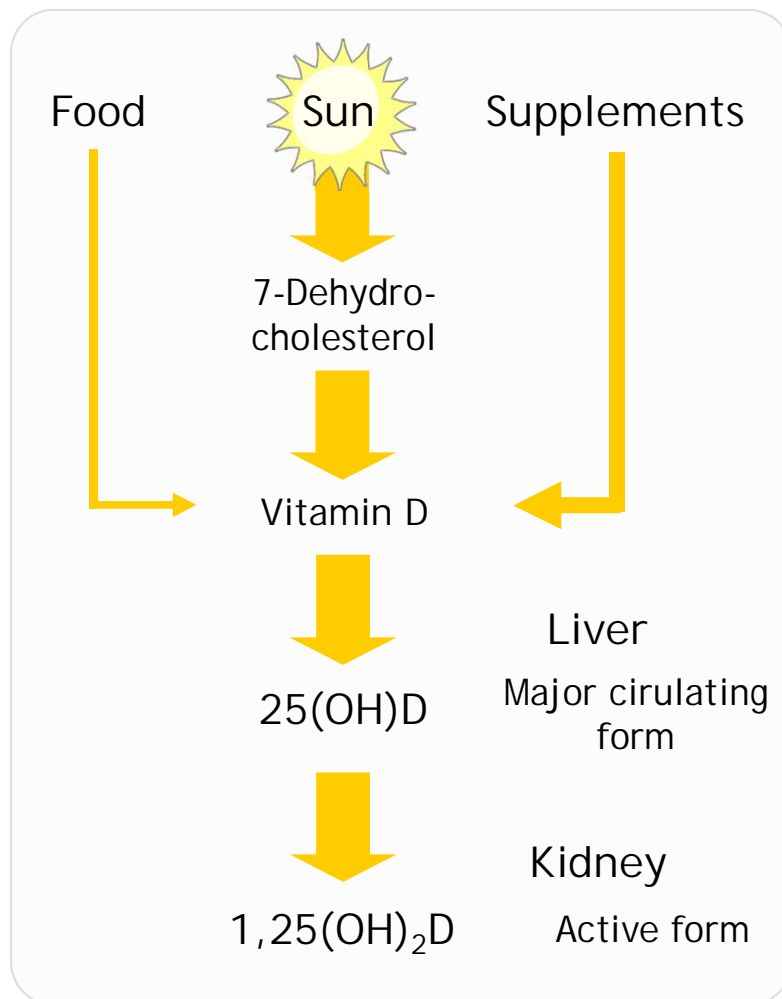 Food
Sun
Supplements
7-Dehydro-
cholesterol
Vitamin D
Liver
25(OH)D
Major cirulating
form
Kidney
1,25(OH)₂D
Active form